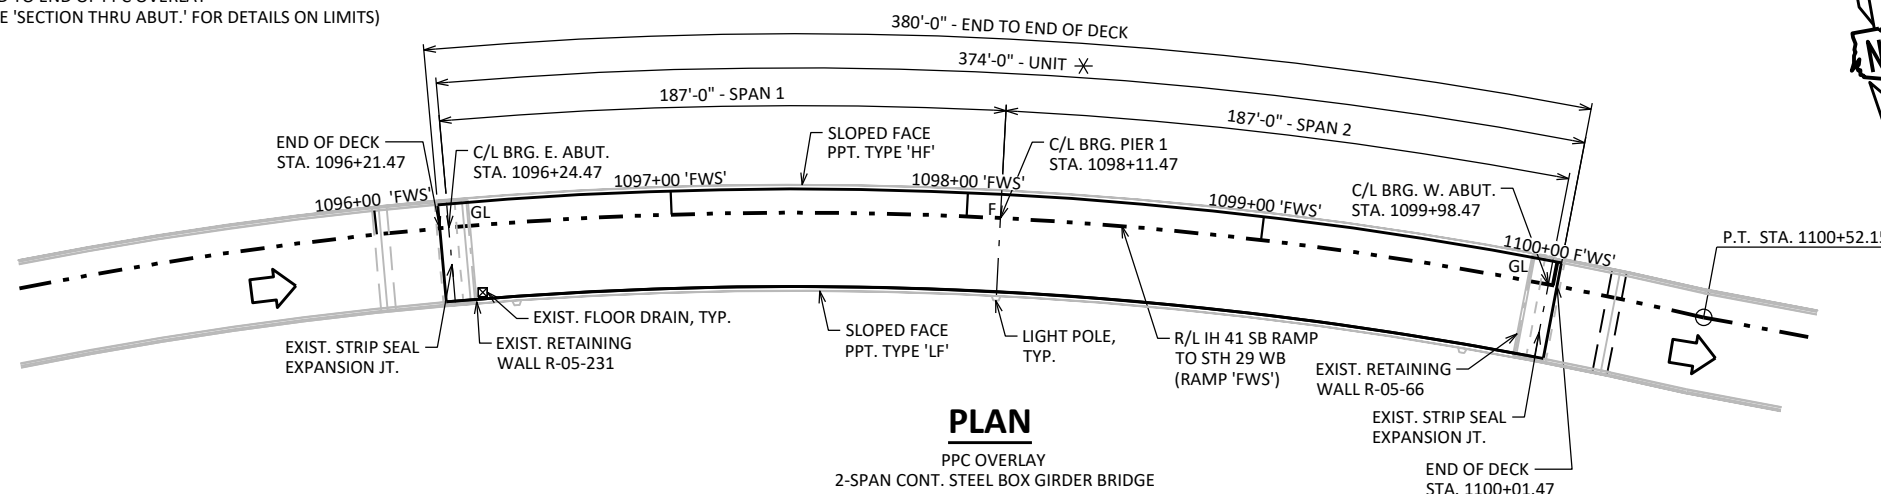 (SEE 'SECTION THRU ABUT.' FOR DETAILS ON LIMITS)
380'-0" - END TO END OF DECK
374'-0" - UNIT
187'-0" - SPAN 1
187'-0" - SPAN 2
END OF DECK
STA. 1096+21.47
C/L BRG. E. ABUT.
STA. 1096+24.47
SLOPED FACE
PPT. TYPE 'HF'
C/L BRG. PIER 1
STA. 1098+11.47
C/L BRG. W. ABUT.
STA. 1099+98.47
1096+00 'FWS'
1097+00 'FWS'
1098+00 'FWS'
1099+00 'FWS'
1100+00 F'WS'
GL
F
GL
P.T. STA. 1100+52.15
N
EXIST. FLOOR DRAIN, TYP.
EXIST. STRIP SEAL
EXPANSION JT.
EXIST. RETAINING
WALL R-05-231
SLOPED FACE
PPT. TYPE 'LF'
LIGHT POLE,
TYP.
R/L IH 41 SB RAMP
TO STH 29 WB
(RAMP 'FWS')
EXIST. RETAINING
WALL R-05-66
EXIST. STRIP SEAL
EXPANSION JT.
END OF DECK
STA. 1100+01.47
PLAN
PPC OVERLAY
2-SPAN CONT. STEEL BOX GIRDER BRIDGE